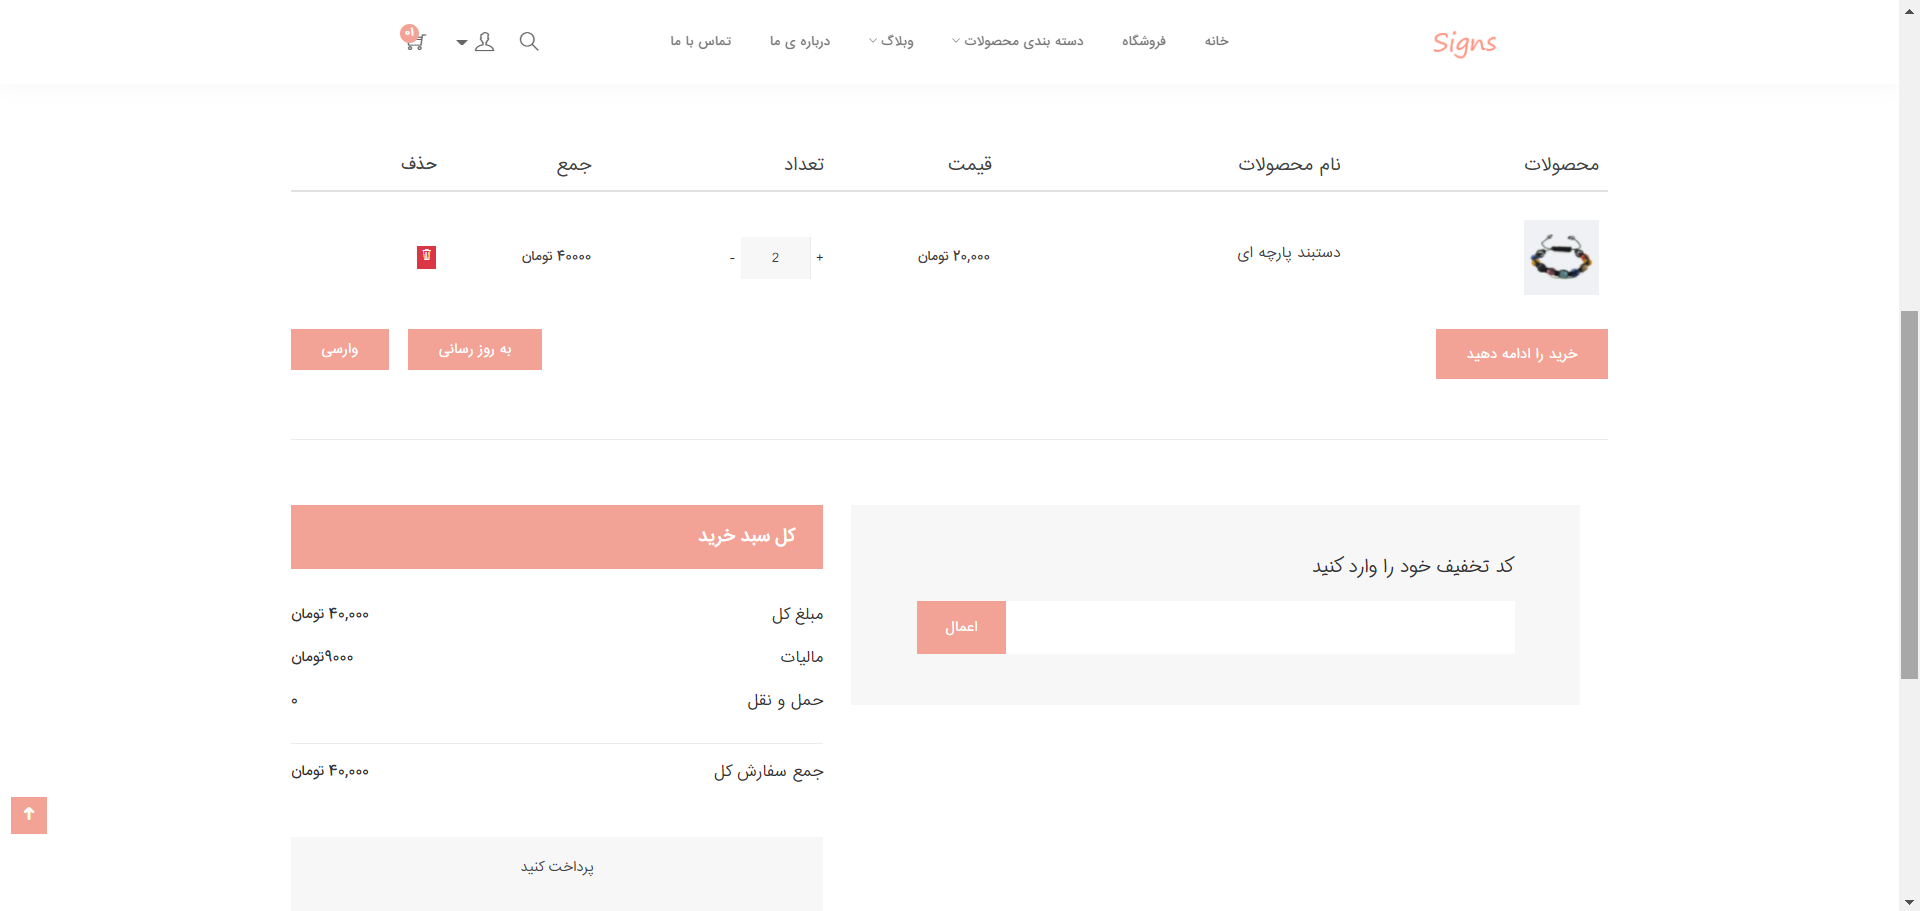 Signs
خانه
فروشگاه
دسته بندی محصولات
وبلاگ
درباره ی ما
تماس با ما
۰۱
محصولات
نام محصولات
قیمت
تعداد
جمع
حذف
دستبند پارچه ای
۲۰,۰۰۰ تومان
+ 2 -
۴۰۰۰۰ تومان
خرید را ادامه دهید
به روز رسانی
وارسی
کد تخفیف خود را وارد کنید
اعمال
کل سبد خرید
مبلغ کل ۴۰,۰۰۰ تومان
مالیات ۹۰۰۰تومان
حمل و نقل ۰
جمع سفارش کل ۴۰,۰۰۰ تومان
پرداخت کنید